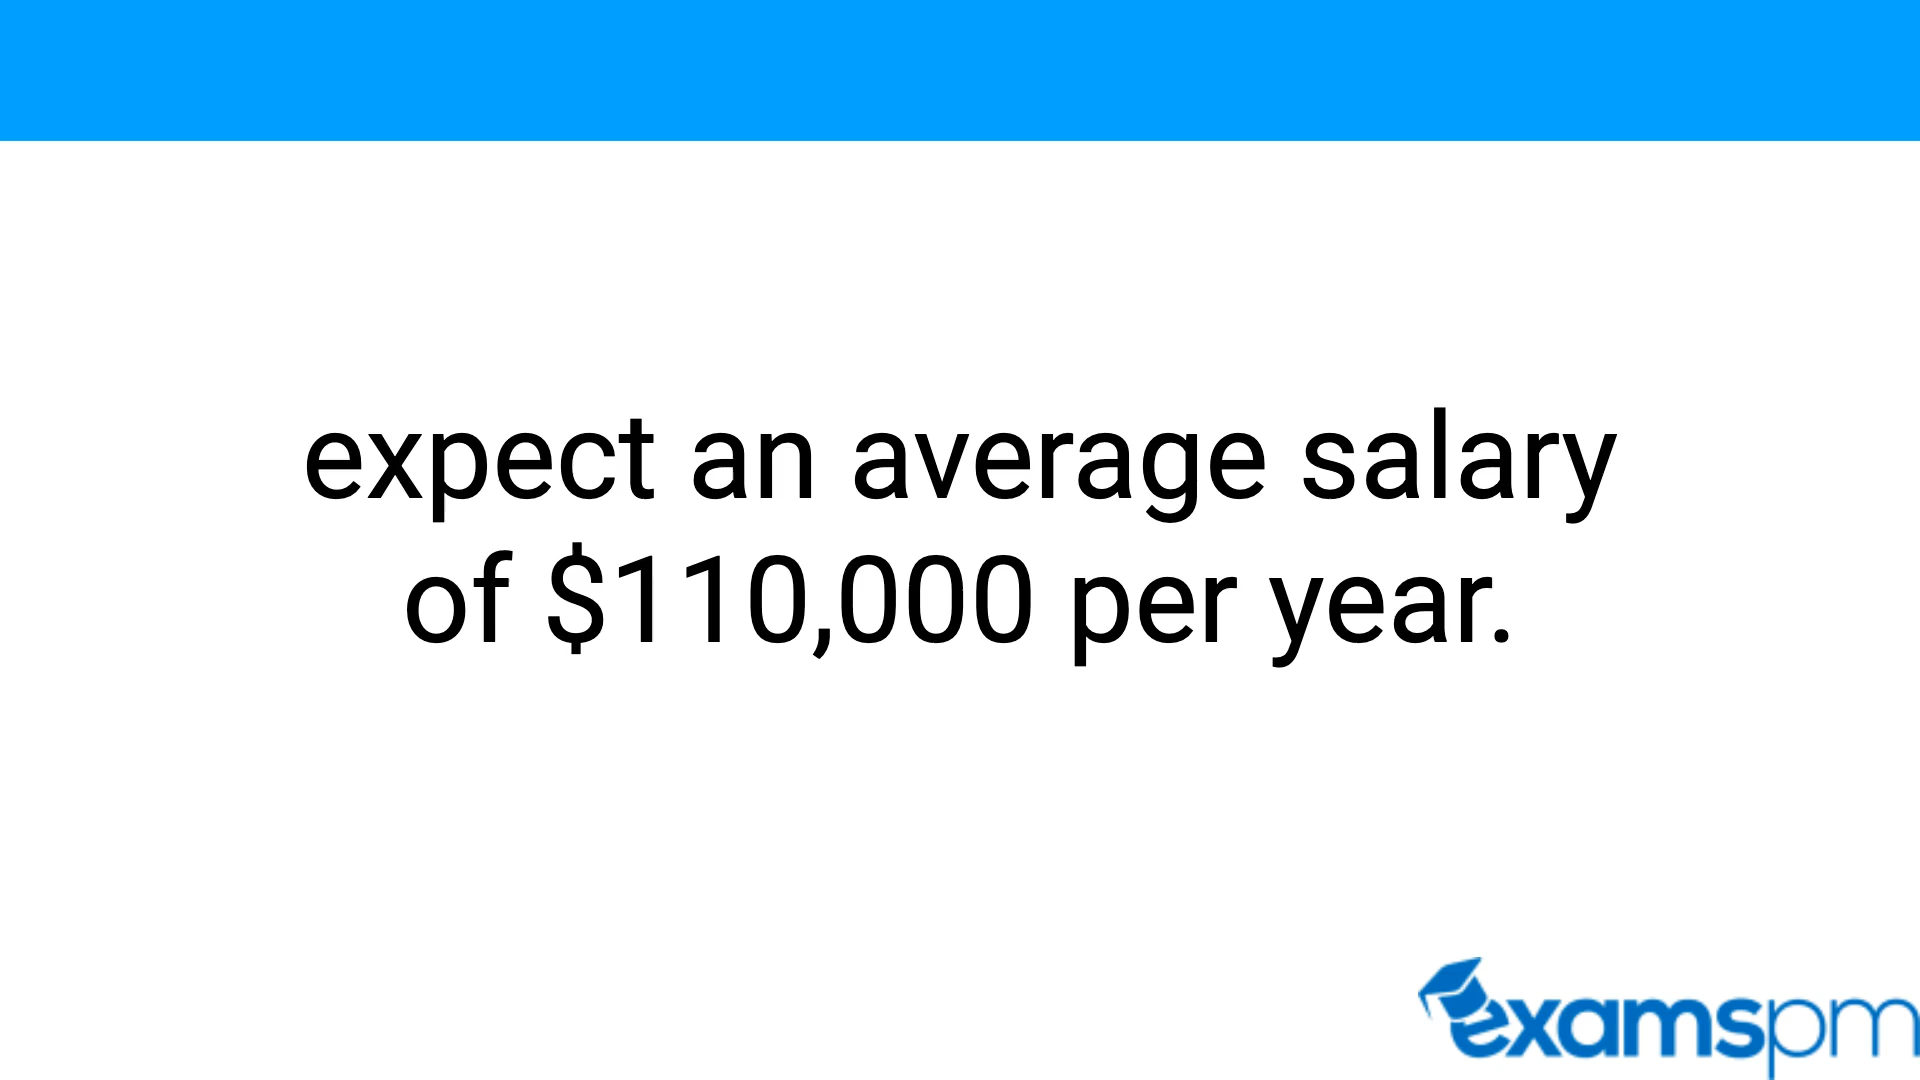 expect an average salary
of $110,000 per year.
examspm